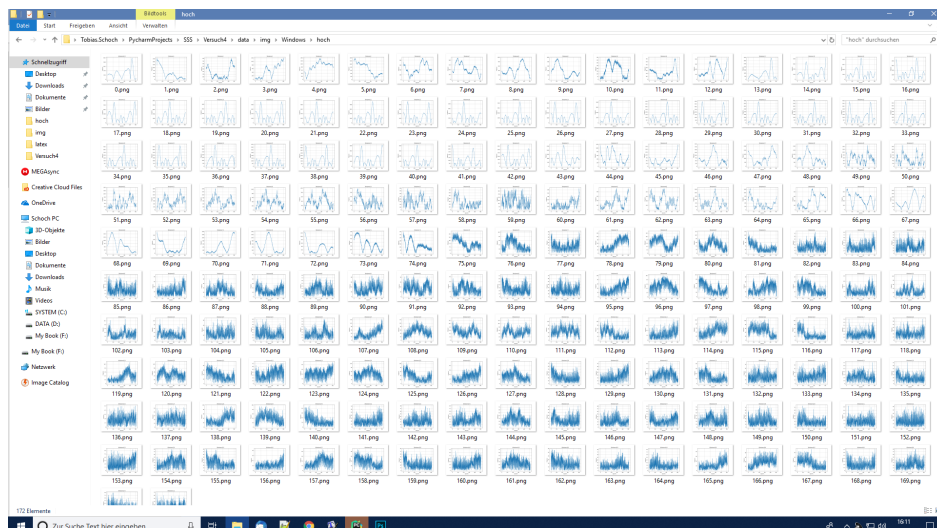 Bildtools hoch
Datei Start Freigeben Ansicht Verwalten
Tobias.Schoch › PycharmProjects › SSS › Versuch4 › data › img › Windows › hoch
"hoch" durchsuchen
Schnellzugriff
Desktop
Downloads
Dokumente
Bilder
hoch
img
latex
Versuch4
MEGAsync
Creative Cloud Files
OneDrive
Schoch PC
3D-Objekte
Bilder
Desktop
Dokumente
Downloads
Musik
Videos
SYSTEM (C:)
DATA (D:)
My Book (F:)
My Book (F:)
Netzwerk
Image Catalog
0.png 1.png 2.png 3.png 4.png 5.png 6.png 7.png 8.png 9.png 10.png 11.png 12.png 13.png 14.png 15.png 16.png
17.png 18.png 19.png 20.png 21.png 22.png 23.png 24.png 25.png 26.png 27.png 28.png 29.png 30.png 31.png 32.png 33.png
34.png 35.png 36.png 37.png 38.png 39.png 40.png 41.png 42.png 43.png 44.png 45.png 46.png 47.png 48.png 49.png 50.png
51.png 52.png 53.png 54.png 55.png 56.png 57.png 58.png 59.png 60.png 61.png 62.png 63.png 64.png 65.png 66.png 67.png
68.png 69.png 70.png 71.png 72.png 73.png 74.png 75.png 76.png 77.png 78.png 79.png 80.png 81.png 82.png 83.png 84.png
85.png 86.png 87.png 88.png 89.png 90.png 91.png 92.png 93.png 94.png 95.png 96.png 97.png 98.png 99.png 100.png 101.png
102.png 103.png 104.png 105.png 106.png 107.png 108.png 109.png 110.png 111.png 112.png 113.png 114.png 115.png 116.png 117.png 118.png
119.png 120.png 121.png 122.png 123.png 124.png 125.png 126.png 127.png 128.png 129.png 130.png 131.png 132.png 133.png 134.png 135.png
136.png 137.png 138.png 139.png 140.png 141.png 142.png 143.png 144.png 145.png 146.png 147.png 148.png 149.png 150.png 151.png 152.png
153.png 154.png 155.png 156.png 157.png 158.png 159.png 160.png 161.png 162.png 163.png 164.png 165.png 166.png 167.png 168.png 169.png
172 Elemente
Zur Suche Text hier eingeben
16:11